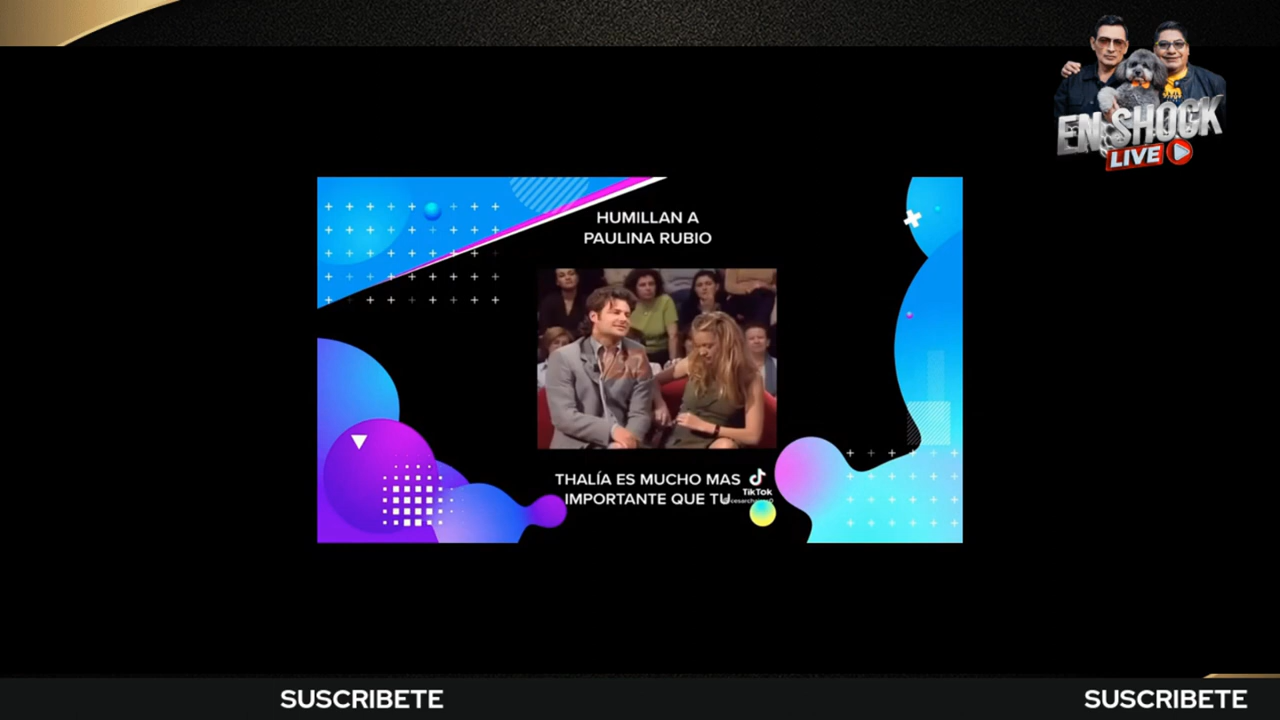 EN SHOCK
LIVE
HUMILLAN A
PAULINA RUBIO
THALÍA ES MUCHO MAS
IMPORTANTE QUE TU
TikTok
SUSCRIBETE
SUSCRIBETE